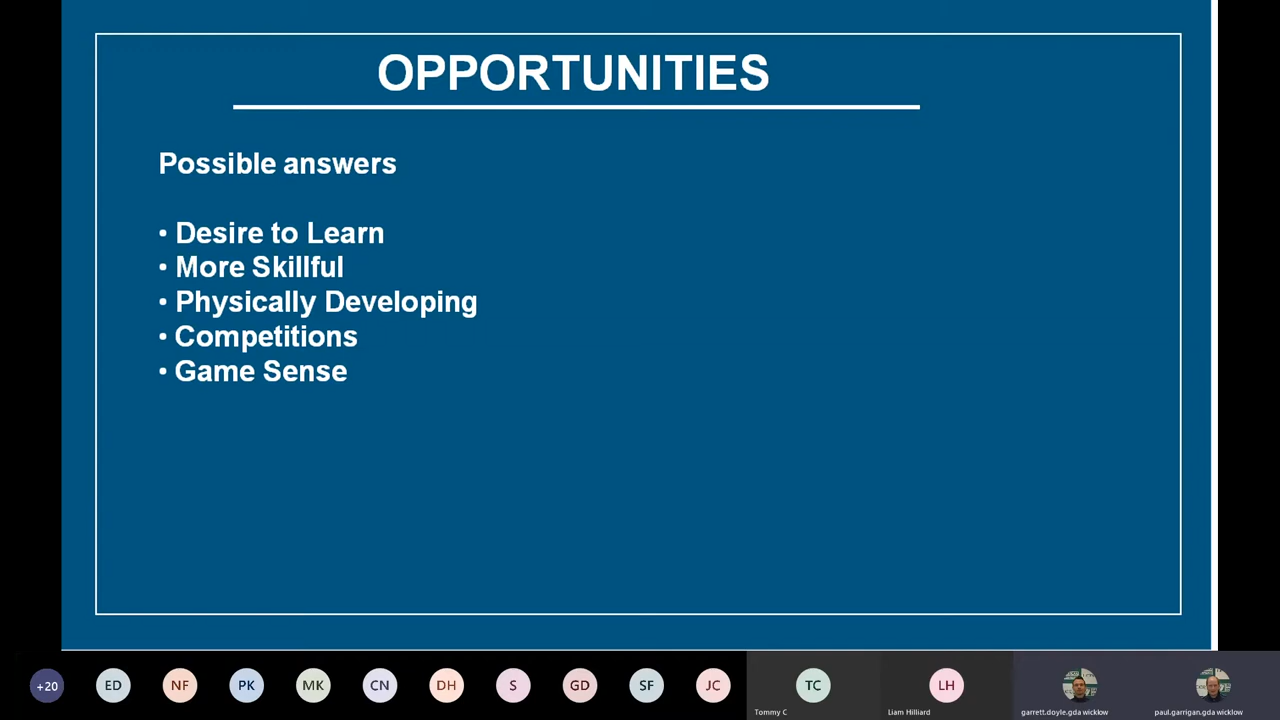 OPPORTUNITIES
Possible answers
• Desire to Learn
• More Skillful
• Physically Developing
• Competitions
• Game Sense
+20
ED
NF
PK
MK
CN
DH
S
GD
SF
JC
TC
LH
Tommy C
Liam Hilliard
garrett.doyle.gda wicklow
paul.garrigan.gda wicklow